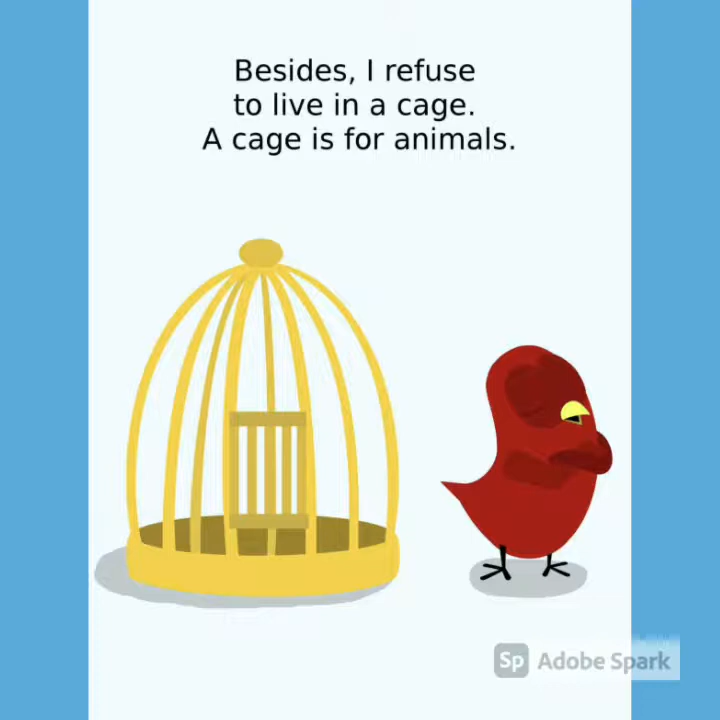 Besides, I refuse
to live in a cage.
A cage is for animals.
Sp Adobe Spark